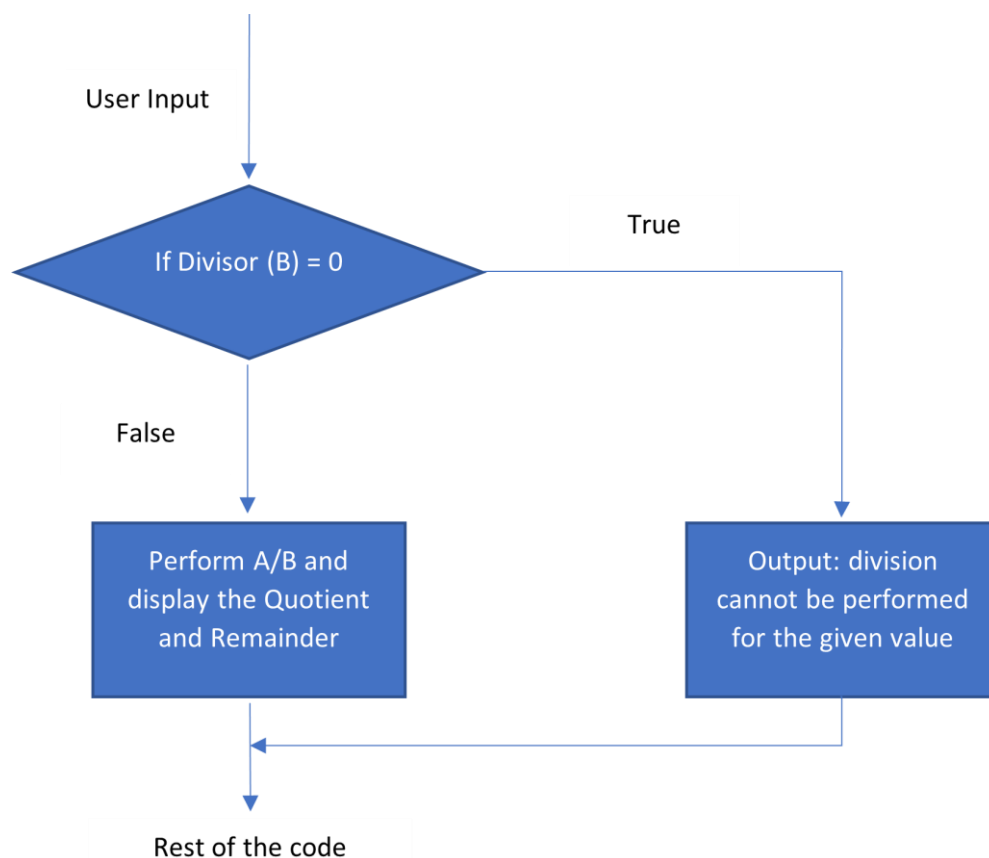 User Input
True
If Divisor (B) = 0
False
Perform A/B and
display the Quotient
and Remainder
Output: division
cannot be performed
for the given value
Rest of the code